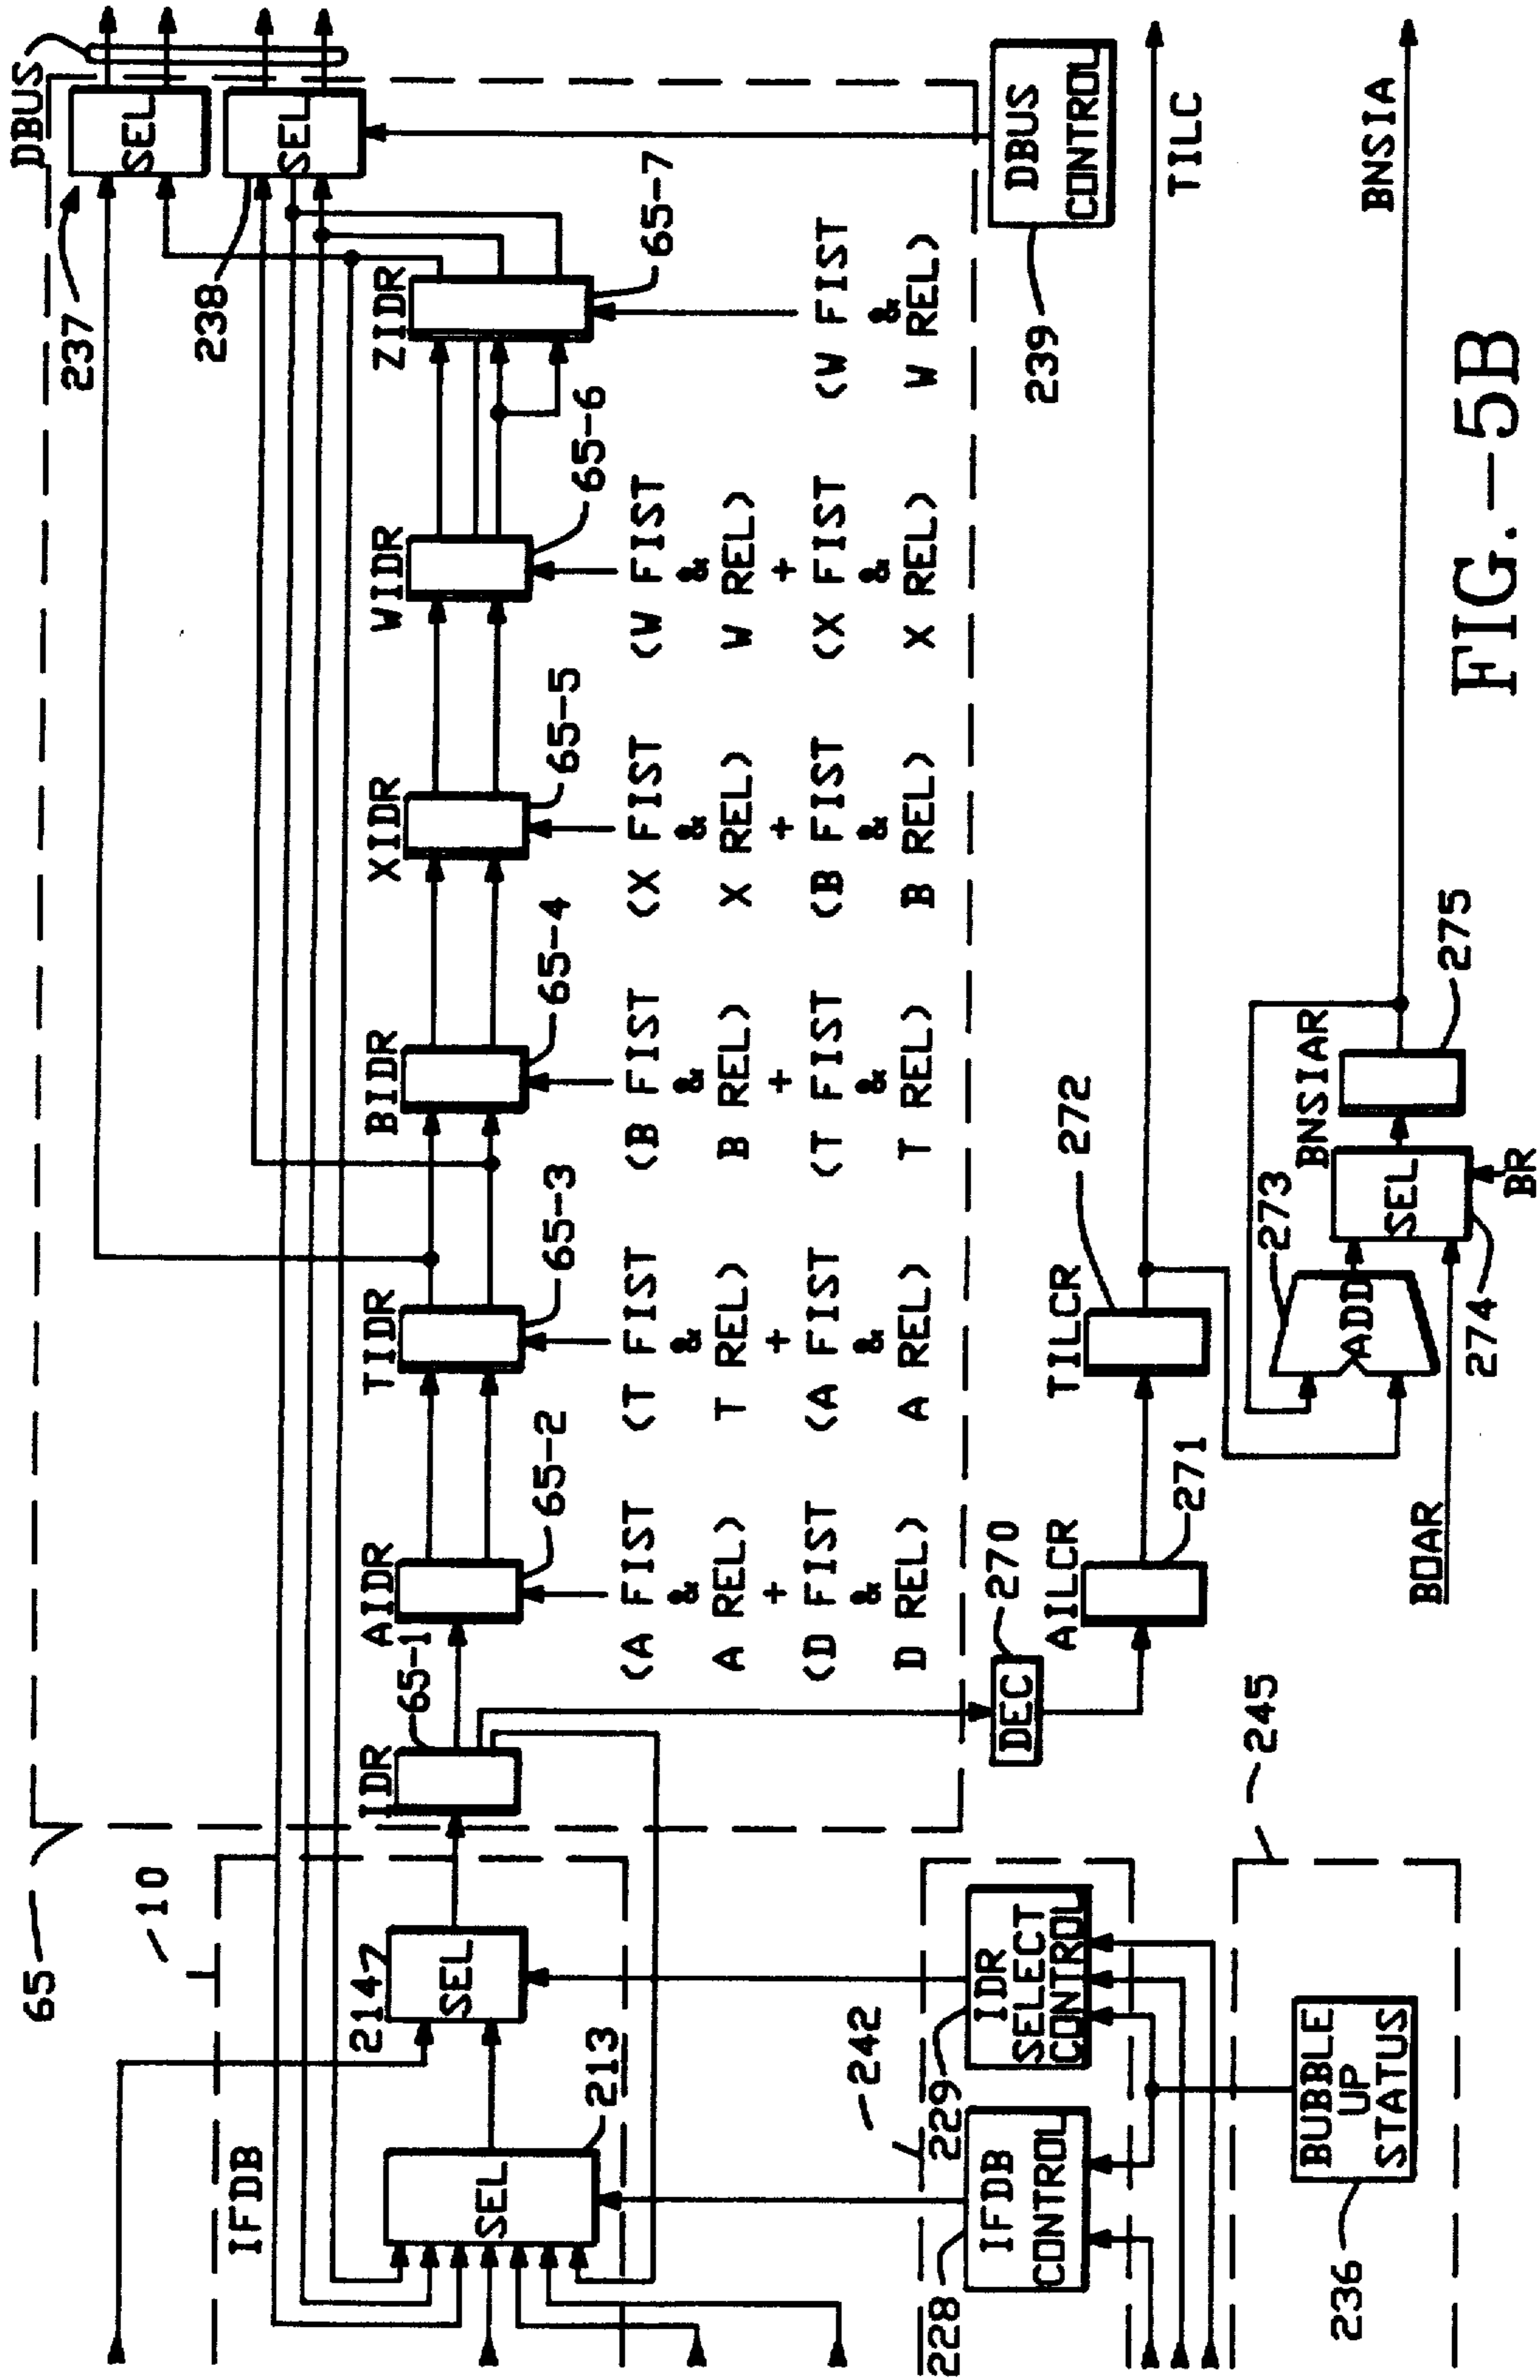 65
10
IFDB
2147
SEL
213
SEL
242
229
228
IFDB
CONTROL
IDR
SELECT
CONTROL
245
BUBBLE
UP
STATUS
236
IDR
65-1
AIDR
65-2
(A FIST
&
A REL)
+
(D FIST
&
D REL)
TIDR
65-3
(T FIST
&
T REL)
+
(A FIST
&
A REL)
BIDR
65-4
(B FIST
&
B REL)
+
(T FIST
&
T REL)
XIDR
65-5
(X FIST
&
X REL)
+
(B FIST
&
B REL)
WIDR
65-6
(W FIST
&
W REL)
+
(X FIST
&
X REL)
ZIDR
65-7
(W FIST
&
W REL)
DBUS
237
SEL
238
SEL
239
DBUS
CONTROL
DEC
270
AILCR
271
TILCR
272
TILC
273
ADD
274
SEL
BR
BOAR
BNSIAR
275
BNSIA
FIG.-5B